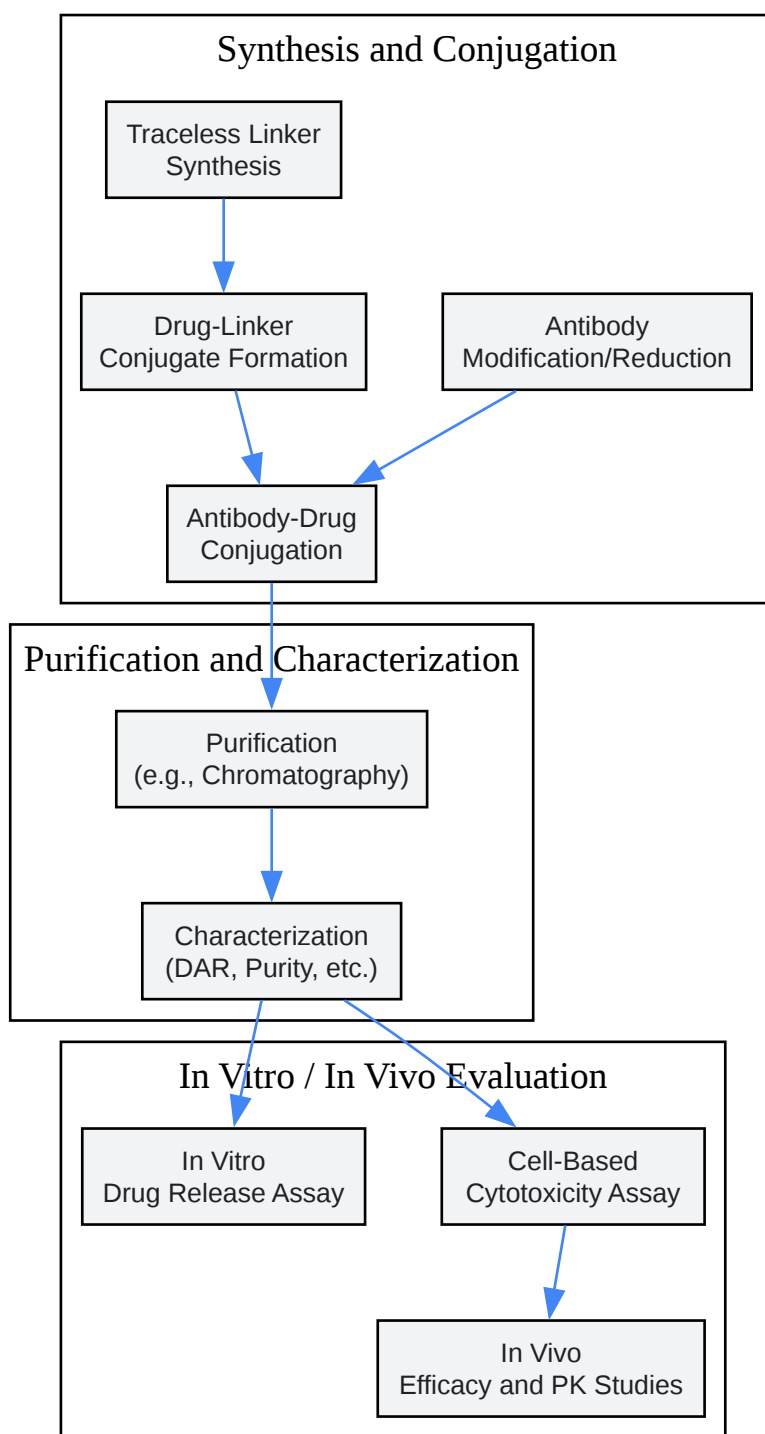 Synthesis and Conjugation
Traceless Linker
Synthesis
Drug-Linker
Conjugate Formation
Antibody
Modification/Reduction
Antibody-Drug
Conjugation
Purification and Characterization
Purification
(e.g., Chromatography)
Characterization
(DAR, Purity, etc.)
In Vitro / In Vivo Evaluation
In Vitro
Drug Release Assay
Cell-Based
Cytotoxicity Assay
In Vivo
Efficacy and PK Studies